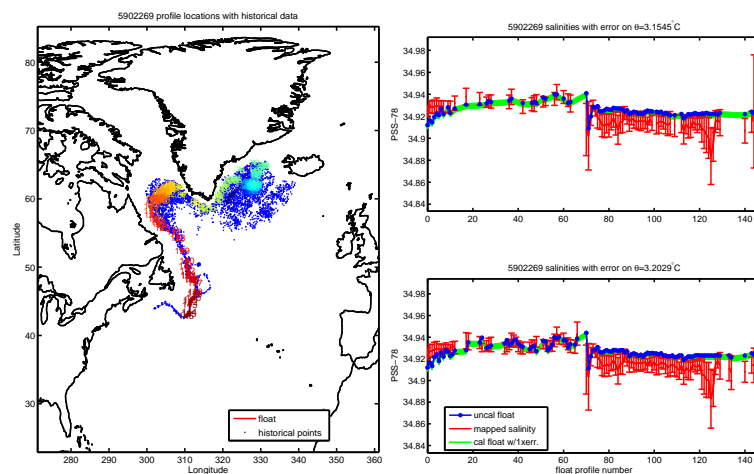 5902269 profile locations with historical data
80
70
60
50
40
30
Latitude
280 290 300 310 320 330 340 350 360
Longitude
float
historical points
5902269 salinities with error on θ=3.1545°C
34.98
34.96
34.94
34.92
34.9
34.88
34.86
34.84
PSS−78
0 20 40 60 80 100 120 140
5902269 salinities with error on θ=3.2029°C
34.98
34.96
34.94
34.92
34.9
34.88
34.86
34.84
PSS−78
0 20 40 60 80 100 120 140
float profile number
uncal float
mapped salinity
cal float w/1xerr.